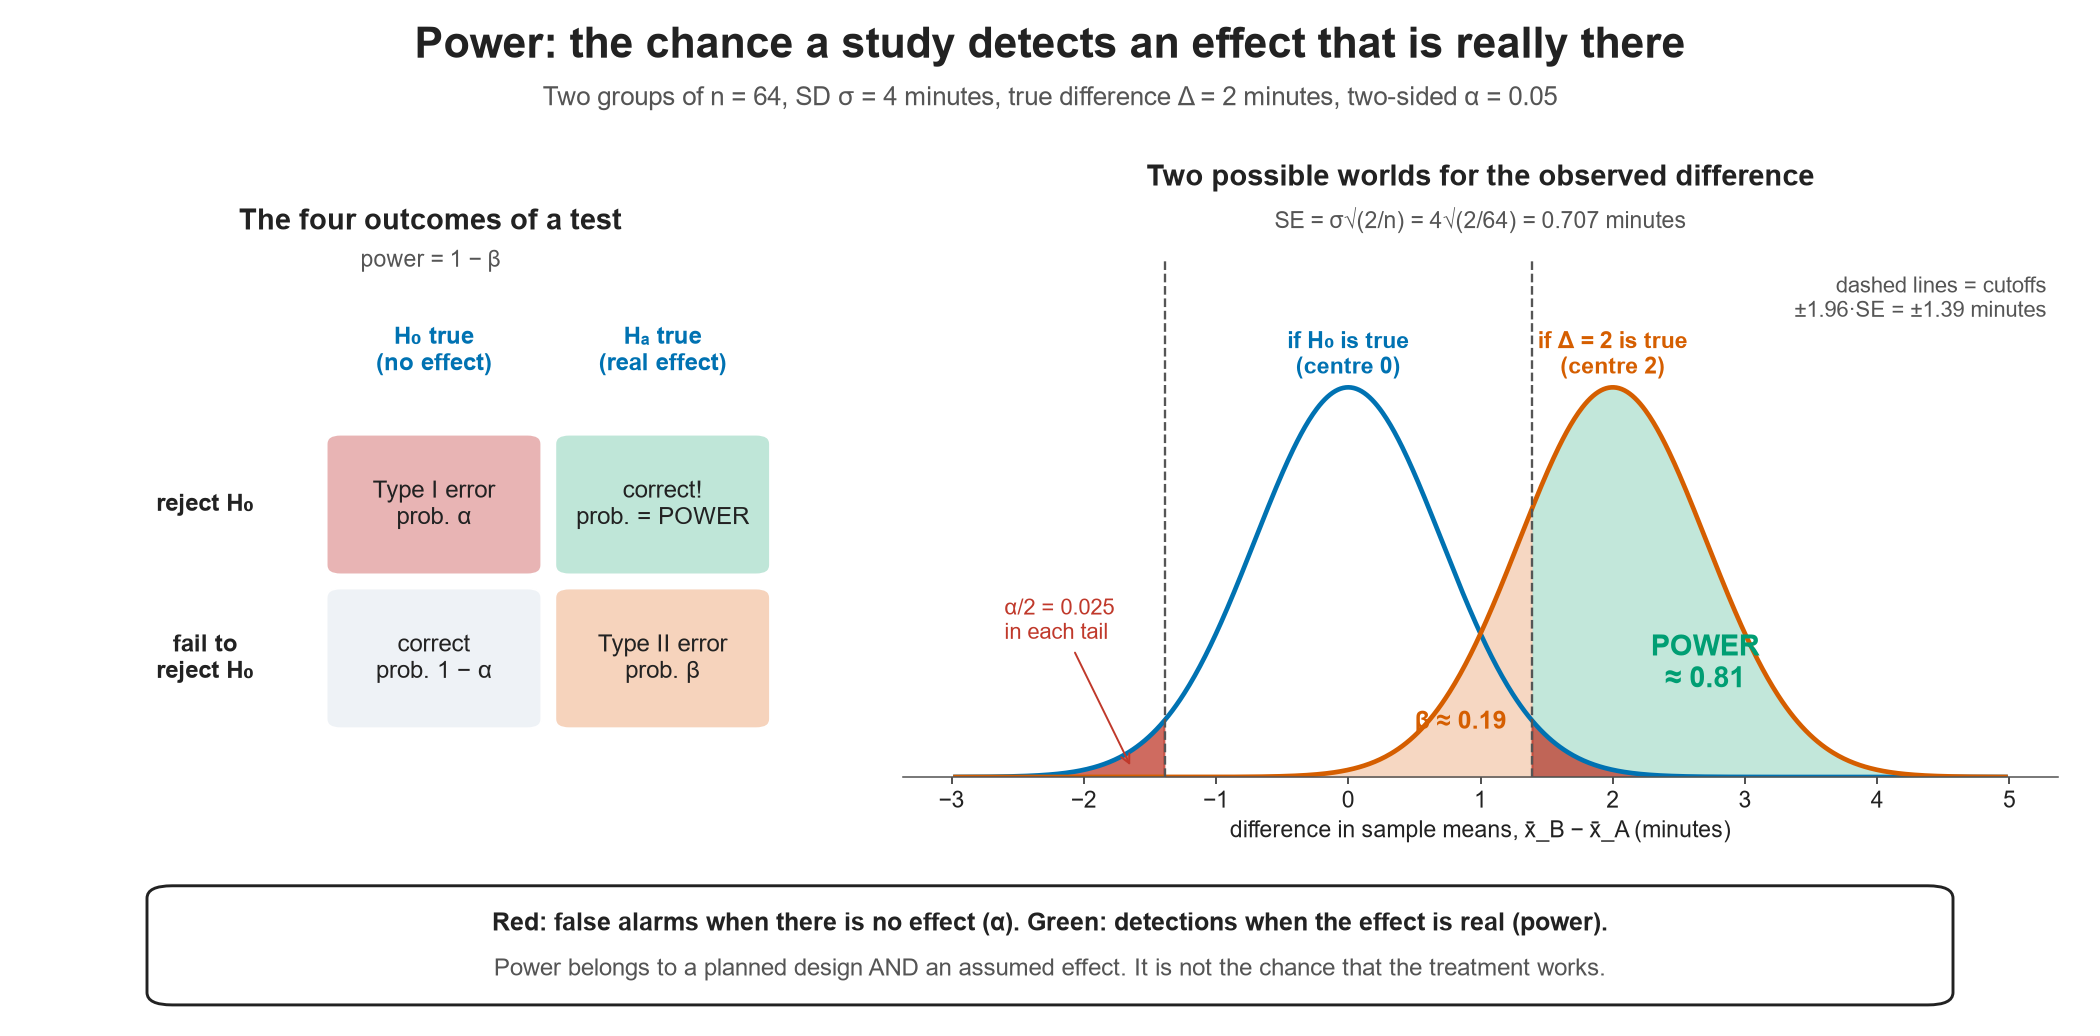 Power: the chance a study detects an effect that is really there
Two groups of n = 64, SD σ = 4 minutes, true difference Δ = 2 minutes, two-sided α = 0.05
The four outcomes of a test
power = 1 − β
H₀ true
(no effect)
Hₐ true
(real effect)
reject H₀
Type I error
prob. α
correct!
prob. = POWER
fail to
reject H₀
correct
prob. 1 − α
Type II error
prob. β
Two possible worlds for the observed difference
SE = σ√(2/n) = 4√(2/64) = 0.707 minutes
dashed lines = cutoffs
±1.96·SE = ±1.39 minutes
if H₀ is true
(centre 0)
if Δ = 2 is true
(centre 2)
α/2 = 0.025
in each tail
β ≈ 0.19
POWER
≈ 0.81
−3 −2 −1 0 1 2 3 4 5
difference in sample means, x̄_B − x̄_A (minutes)
Red: false alarms when there is no effect (α). Green: detections when the effect is real (power).
Power belongs to a planned design AND an assumed effect. It is not the chance that the treatment works.